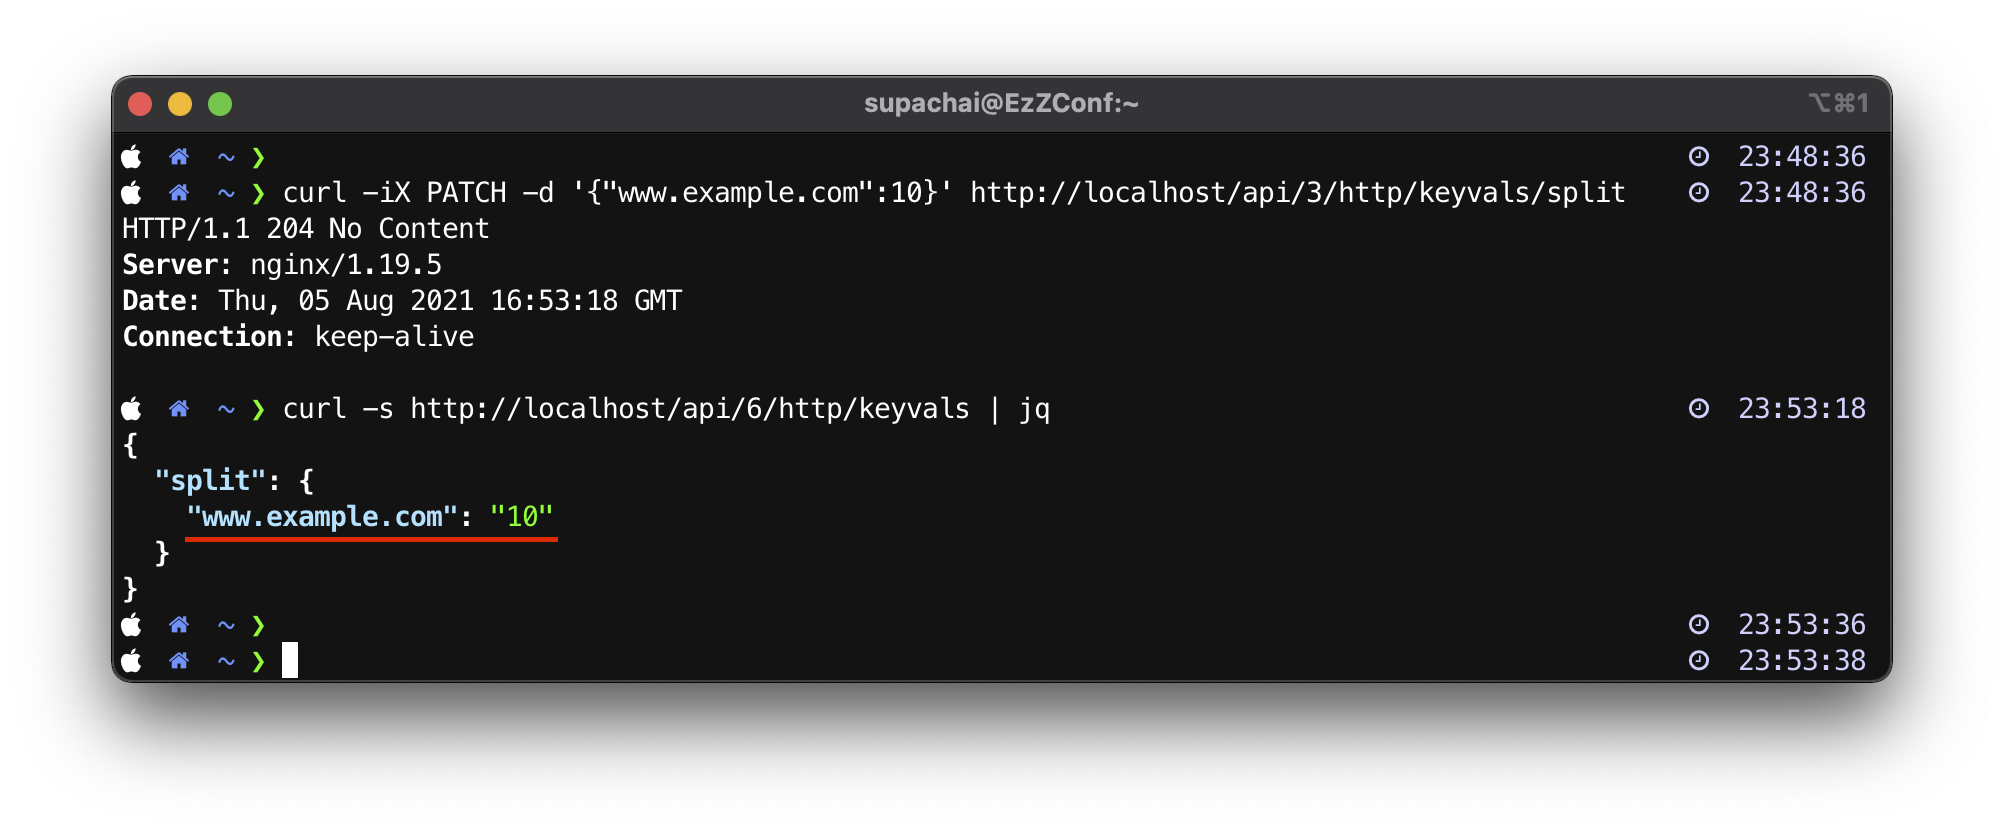 supachai@EzZConf:~ ⌥⌘1
~ ❯ 23:48:36
~ ❯ curl -iX PATCH -d '{"www.example.com":10}' http://localhost/api/3/http/keyvals/split 23:48:36
HTTP/1.1 204 No Content
Server: nginx/1.19.5
Date: Thu, 05 Aug 2021 16:53:18 GMT
Connection: keep-alive
~ ❯ curl -s http://localhost/api/6/http/keyvals | jq 23:53:18
{
"split": {
"www.example.com": "10"
}
}
~ ❯ 23:53:36
~ ❯ 23:53:38